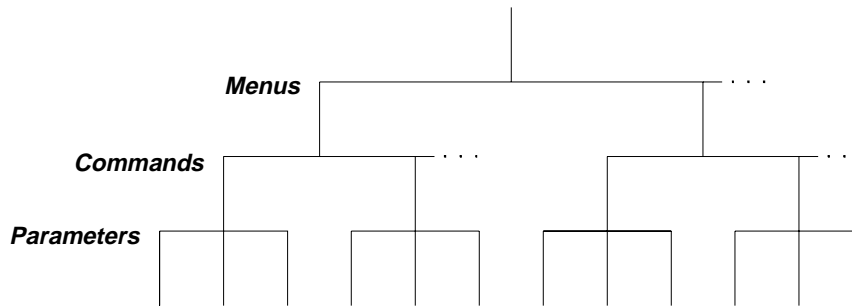 Menus
. . .
Commands
. . .
. . .
Parameters